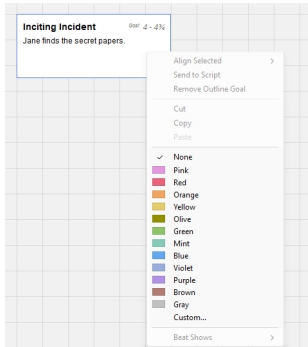 Inciting Incident Goal 4 - 4¾
Jane finds the secret papers.
Align Selected
Send to Script
Remove Outline Goal
Cut
Copy
Paste
None
Pink
Red
Orange
Yellow
Olive
Green
Mint
Blue
Violet
Purple
Brown
Gray
Custom...
Beat Shows